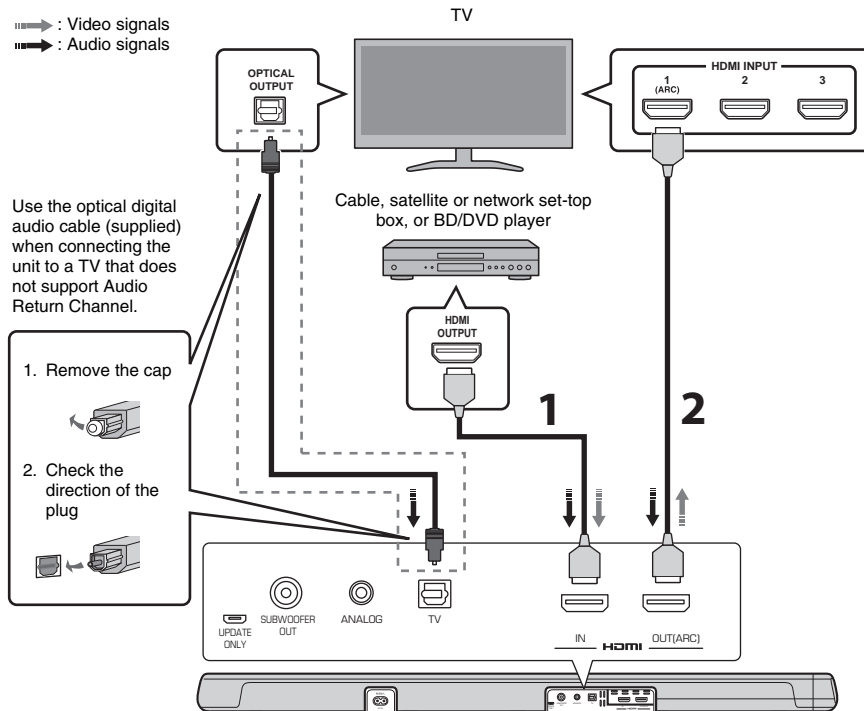 : Video signals
: Audio signals
TV
OPTICAL
OUTPUT
HDMI INPUT
1
(ARC)
2
3
Use the optical digital
audio cable (supplied)
when connecting the
unit to a TV that does
not support Audio
Return Channel.
Cable, satellite or network set-top
box, or BD/DVD player
HDMI
OUTPUT
1. Remove the cap
2. Check the
direction of the
plug
1
2
UPDATE
ONLY
SUBWOOFER
OUT
ANALOG
TV
IN
HDMI
OUT(ARC)